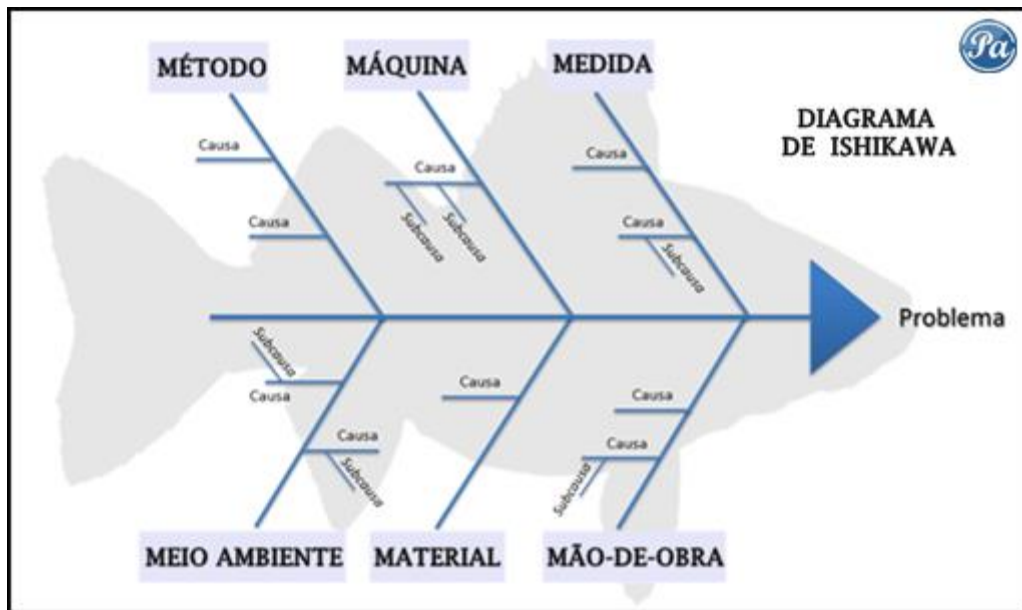 Pa
MÉTODO
MÁQUINA
MEDIDA
DIAGRAMA
DE ISHIKAWA
Causa
Causa
Causa
Subcausa
Subcausa
Causa
Causa
Subcausa
Problema
Subcausa
Causa
Causa
Subcausa
Causa
Causa
Causa
Subcausa
MEIO AMBIENTE
MATERIAL
MÃO-DE-OBRA